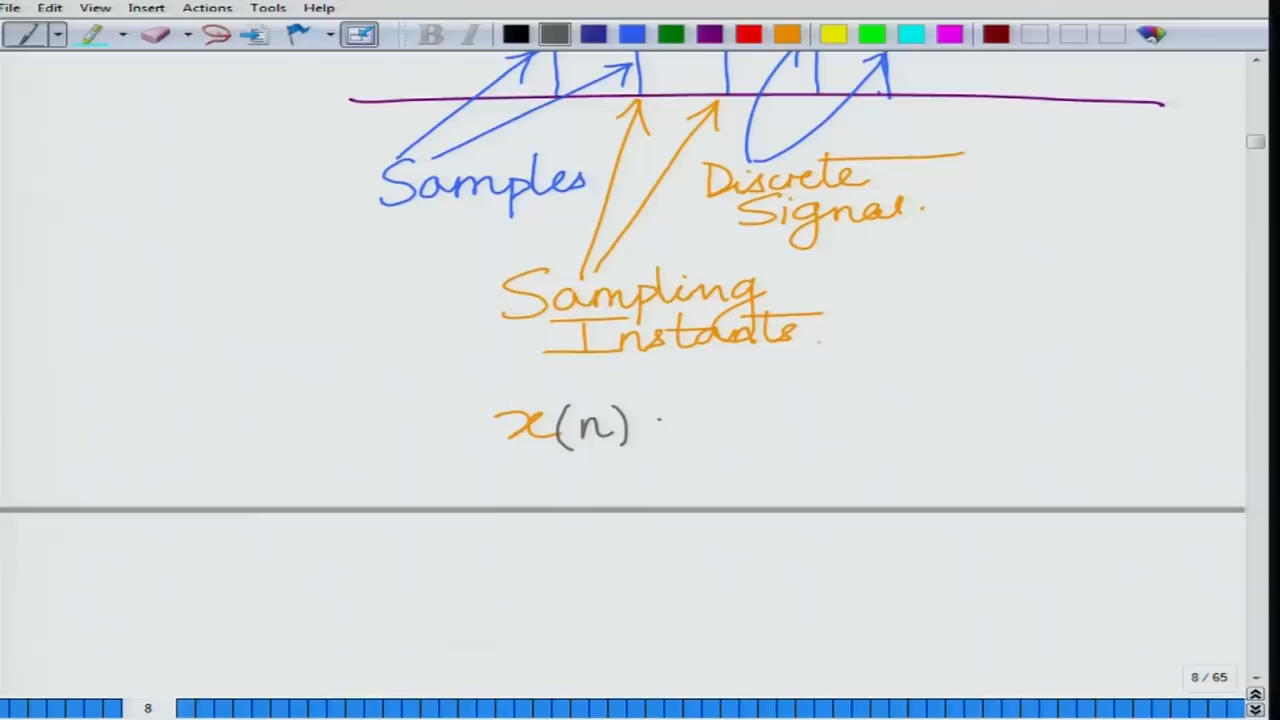 File Edit View Insert Actions Tools Help
B I
Samples
Discrete
Signal.
Sampling
Instants.
x(n)
8 / 65
8